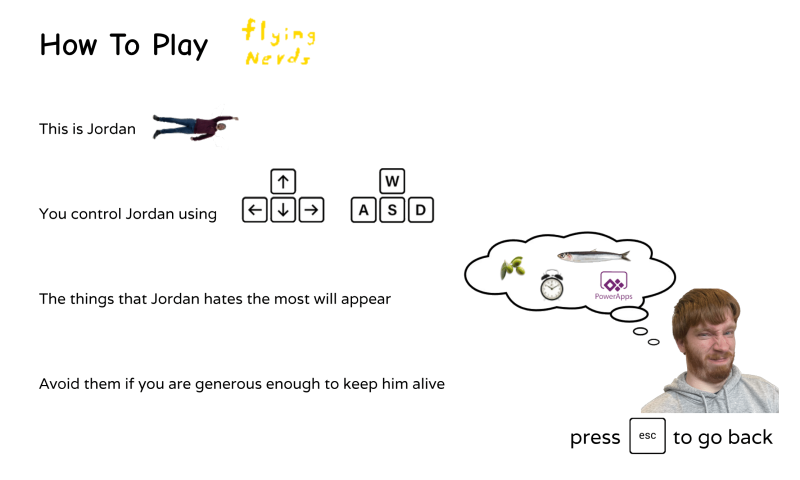 How To Play
flying
Nerds
This is Jordan
You control Jordan using
↑
← ↓ →
W
A S D
The things that Jordan hates the most will appear
PowerApps
Avoid them if you are generous enough to keep him alive
press esc to go back